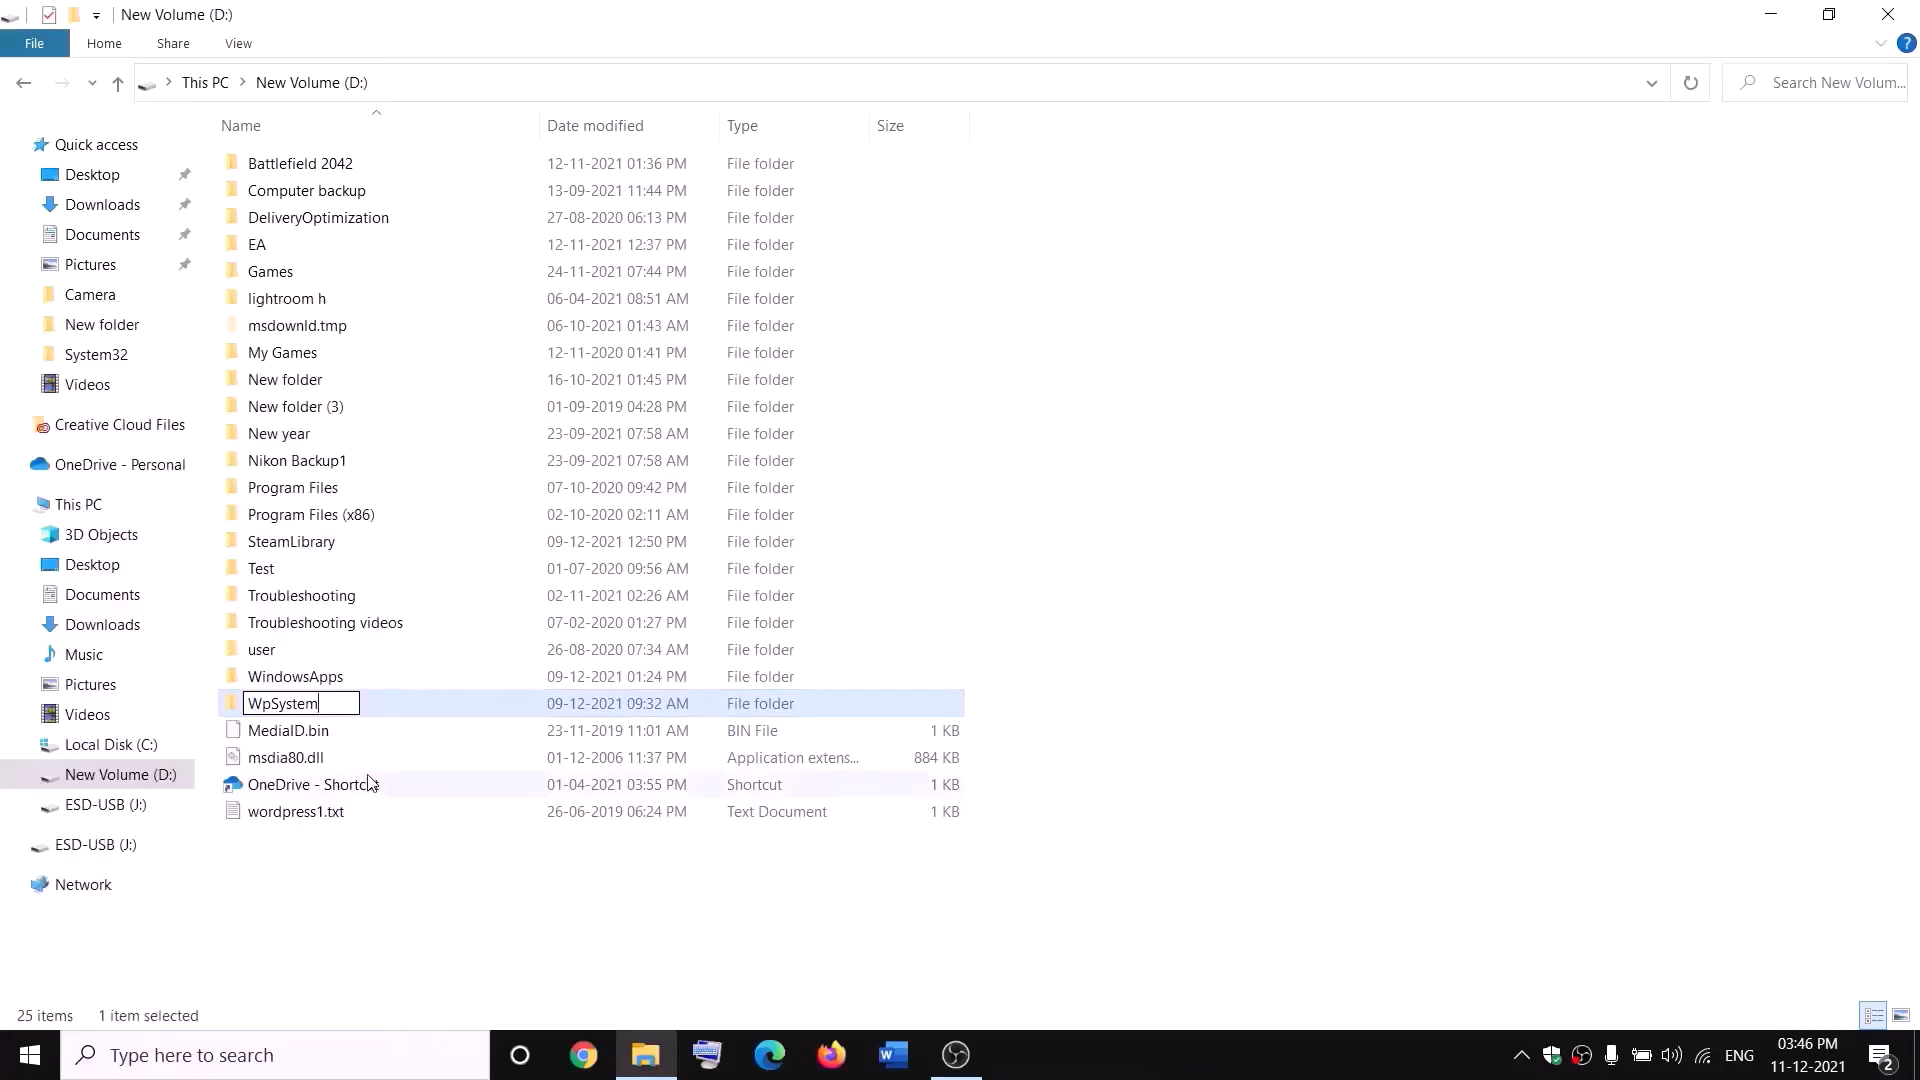 New Volume (D:)
File Home Share View
This PC New Volume (D:) Search New Volum...
Name Date modified Type Size
Quick access
Desktop
Downloads
Documents
Pictures
Camera
New folder
System32
Videos
Creative Cloud Files
OneDrive - Personal
This PC
3D Objects
Desktop
Documents
Downloads
Music
Pictures
Videos
Local Disk (C:)
New Volume (D:)
ESD-USB (J:)
ESD-USB (J:)
Network
Battlefield 2042 12-11-2021 01:36 PM File folder
Computer backup 13-09-2021 11:44 PM File folder
DeliveryOptimization 27-08-2020 06:13 PM File folder
EA 12-11-2021 12:37 PM File folder
Games 24-11-2021 07:44 PM File folder
lightroom h 06-04-2021 08:51 AM File folder
msdownld.tmp 06-10-2021 01:43 AM File folder
My Games 12-11-2020 01:41 PM File folder
New folder 16-10-2021 01:45 PM File folder
New folder (3) 01-09-2019 04:28 PM File folder
New year 23-09-2021 07:58 AM File folder
Nikon Backup1 23-09-2021 07:58 AM File folder
Program Files 07-10-2020 09:42 PM File folder
Program Files (x86) 02-10-2020 02:11 AM File folder
SteamLibrary 09-12-2021 12:50 PM File folder
Test 01-07-2020 09:56 AM File folder
Troubleshooting 02-11-2021 02:26 AM File folder
Troubleshooting videos 07-02-2020 01:27 PM File folder
user 26-08-2020 07:34 AM File folder
WindowsApps 09-12-2021 01:24 PM File folder
WpSystem 09-12-2021 09:32 AM File folder
MediaID.bin 23-11-2019 11:01 AM BIN File 1 KB
msdia80.dll 01-12-2006 11:37 PM Application extens... 884 KB
OneDrive - Shortcut 01-04-2021 03:55 PM Shortcut 1 KB
wordpress1.txt 26-06-2019 06:24 PM Text Document 1 KB
25 items 1 item selected
Type here to search
ENG
03:46 PM
11-12-2021
2